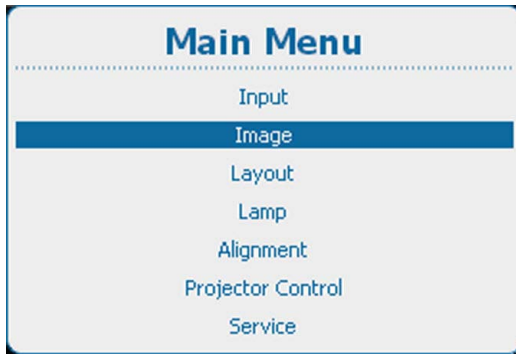 Main Menu
Input
Image
Layout
Lamp
Alignment
Projector Control
Service